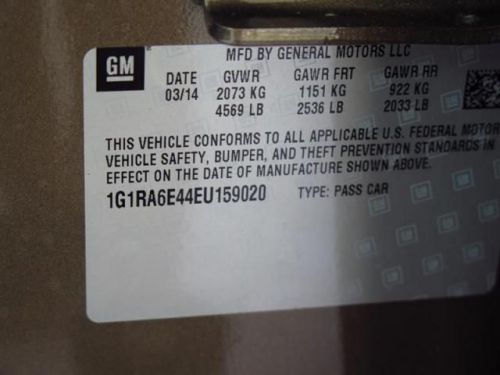 GM
MFD BY GENERAL MOTORS LLC
DATE GVWR GAWR FRT GAWR RR
03/14 2073 KG 1151 KG 922 KG
4569 LB 2536 LB 2033 LB
THIS VEHICLE CONFORMS TO ALL APPLICABLE U.S. FEDERAL MOTOR
VEHICLE SAFETY, BUMPER, AND THEFT PREVENTION STANDARDS IN
EFFECT ON THE DATE OF MANUFACTURE SHOWN ABOVE.
1G1RA6E44EU159020 TYPE: PASS CAR